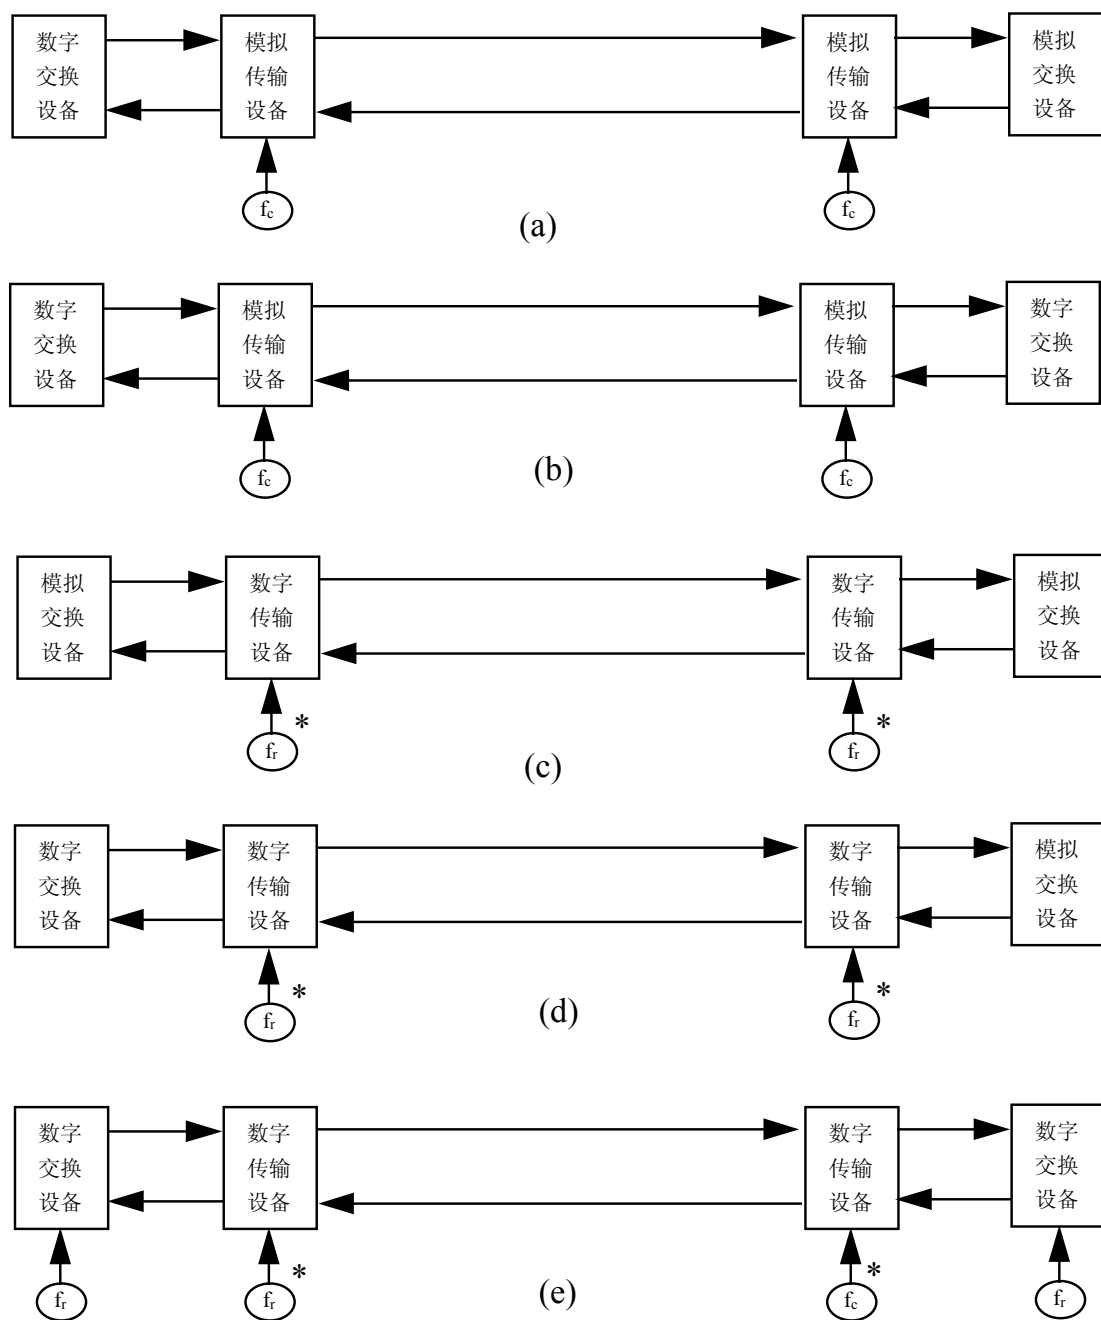 数字 模拟 模拟 模拟
交换 传输 传输 交换
设备 设备 设备 设备
fc fc
(a)
数字 模拟 模拟 数字
交换 传输 传输 交换
设备 设备 设备 设备
fc fc
(b)
模拟 数字 数字 模拟
交换 传输 传输 交换
设备 设备 设备 设备
* *
fr fr
(c)
数字 数字 数字 模拟
交换 传输 传输 交换
设备 设备 设备 设备
* *
fr fr
(d)
数字 数字 数字 数字
交换 传输 传输 交换
设备 设备 设备 设备
* *
fr fr fc fr
(e)